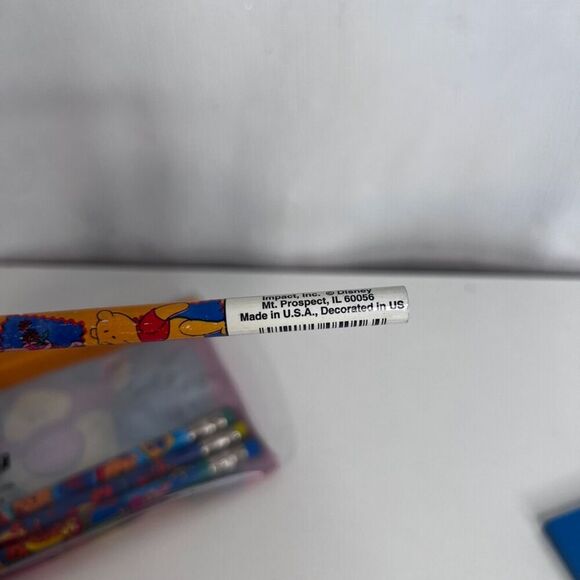 Impact, Inc. © Disney
Mt. Prospect, IL 60056
Made in U.S.A., Decorated in US